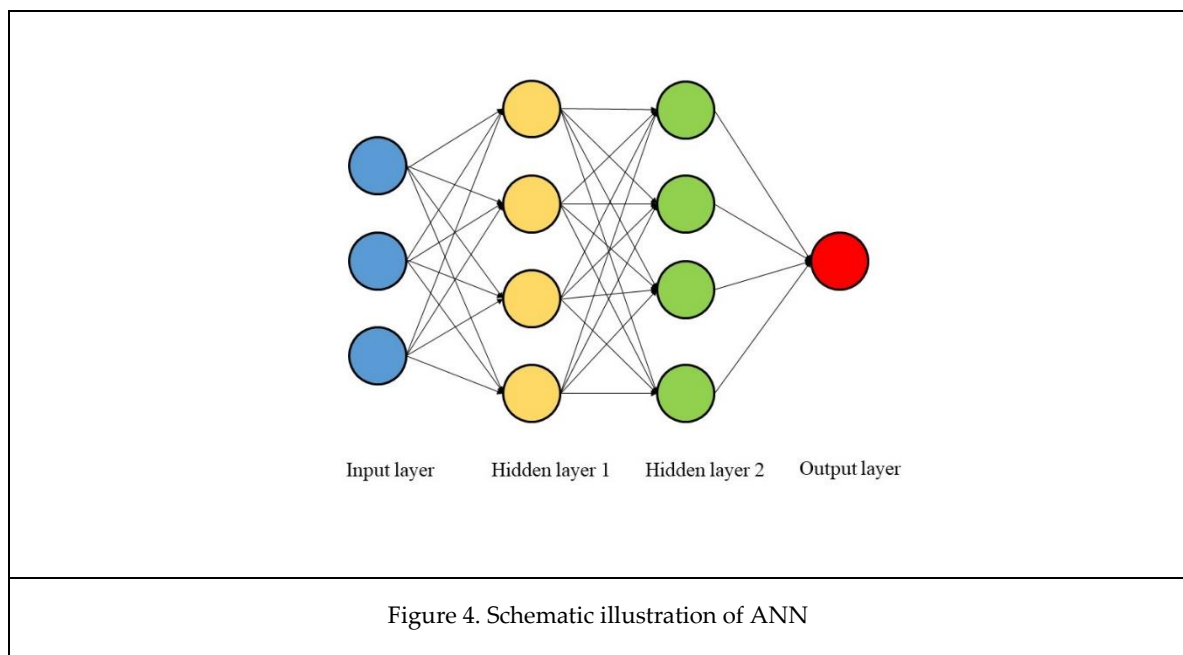 Input layer Hidden layer 1 Hidden layer 2 Output layer
Figure 4. Schematic illustration of ANN